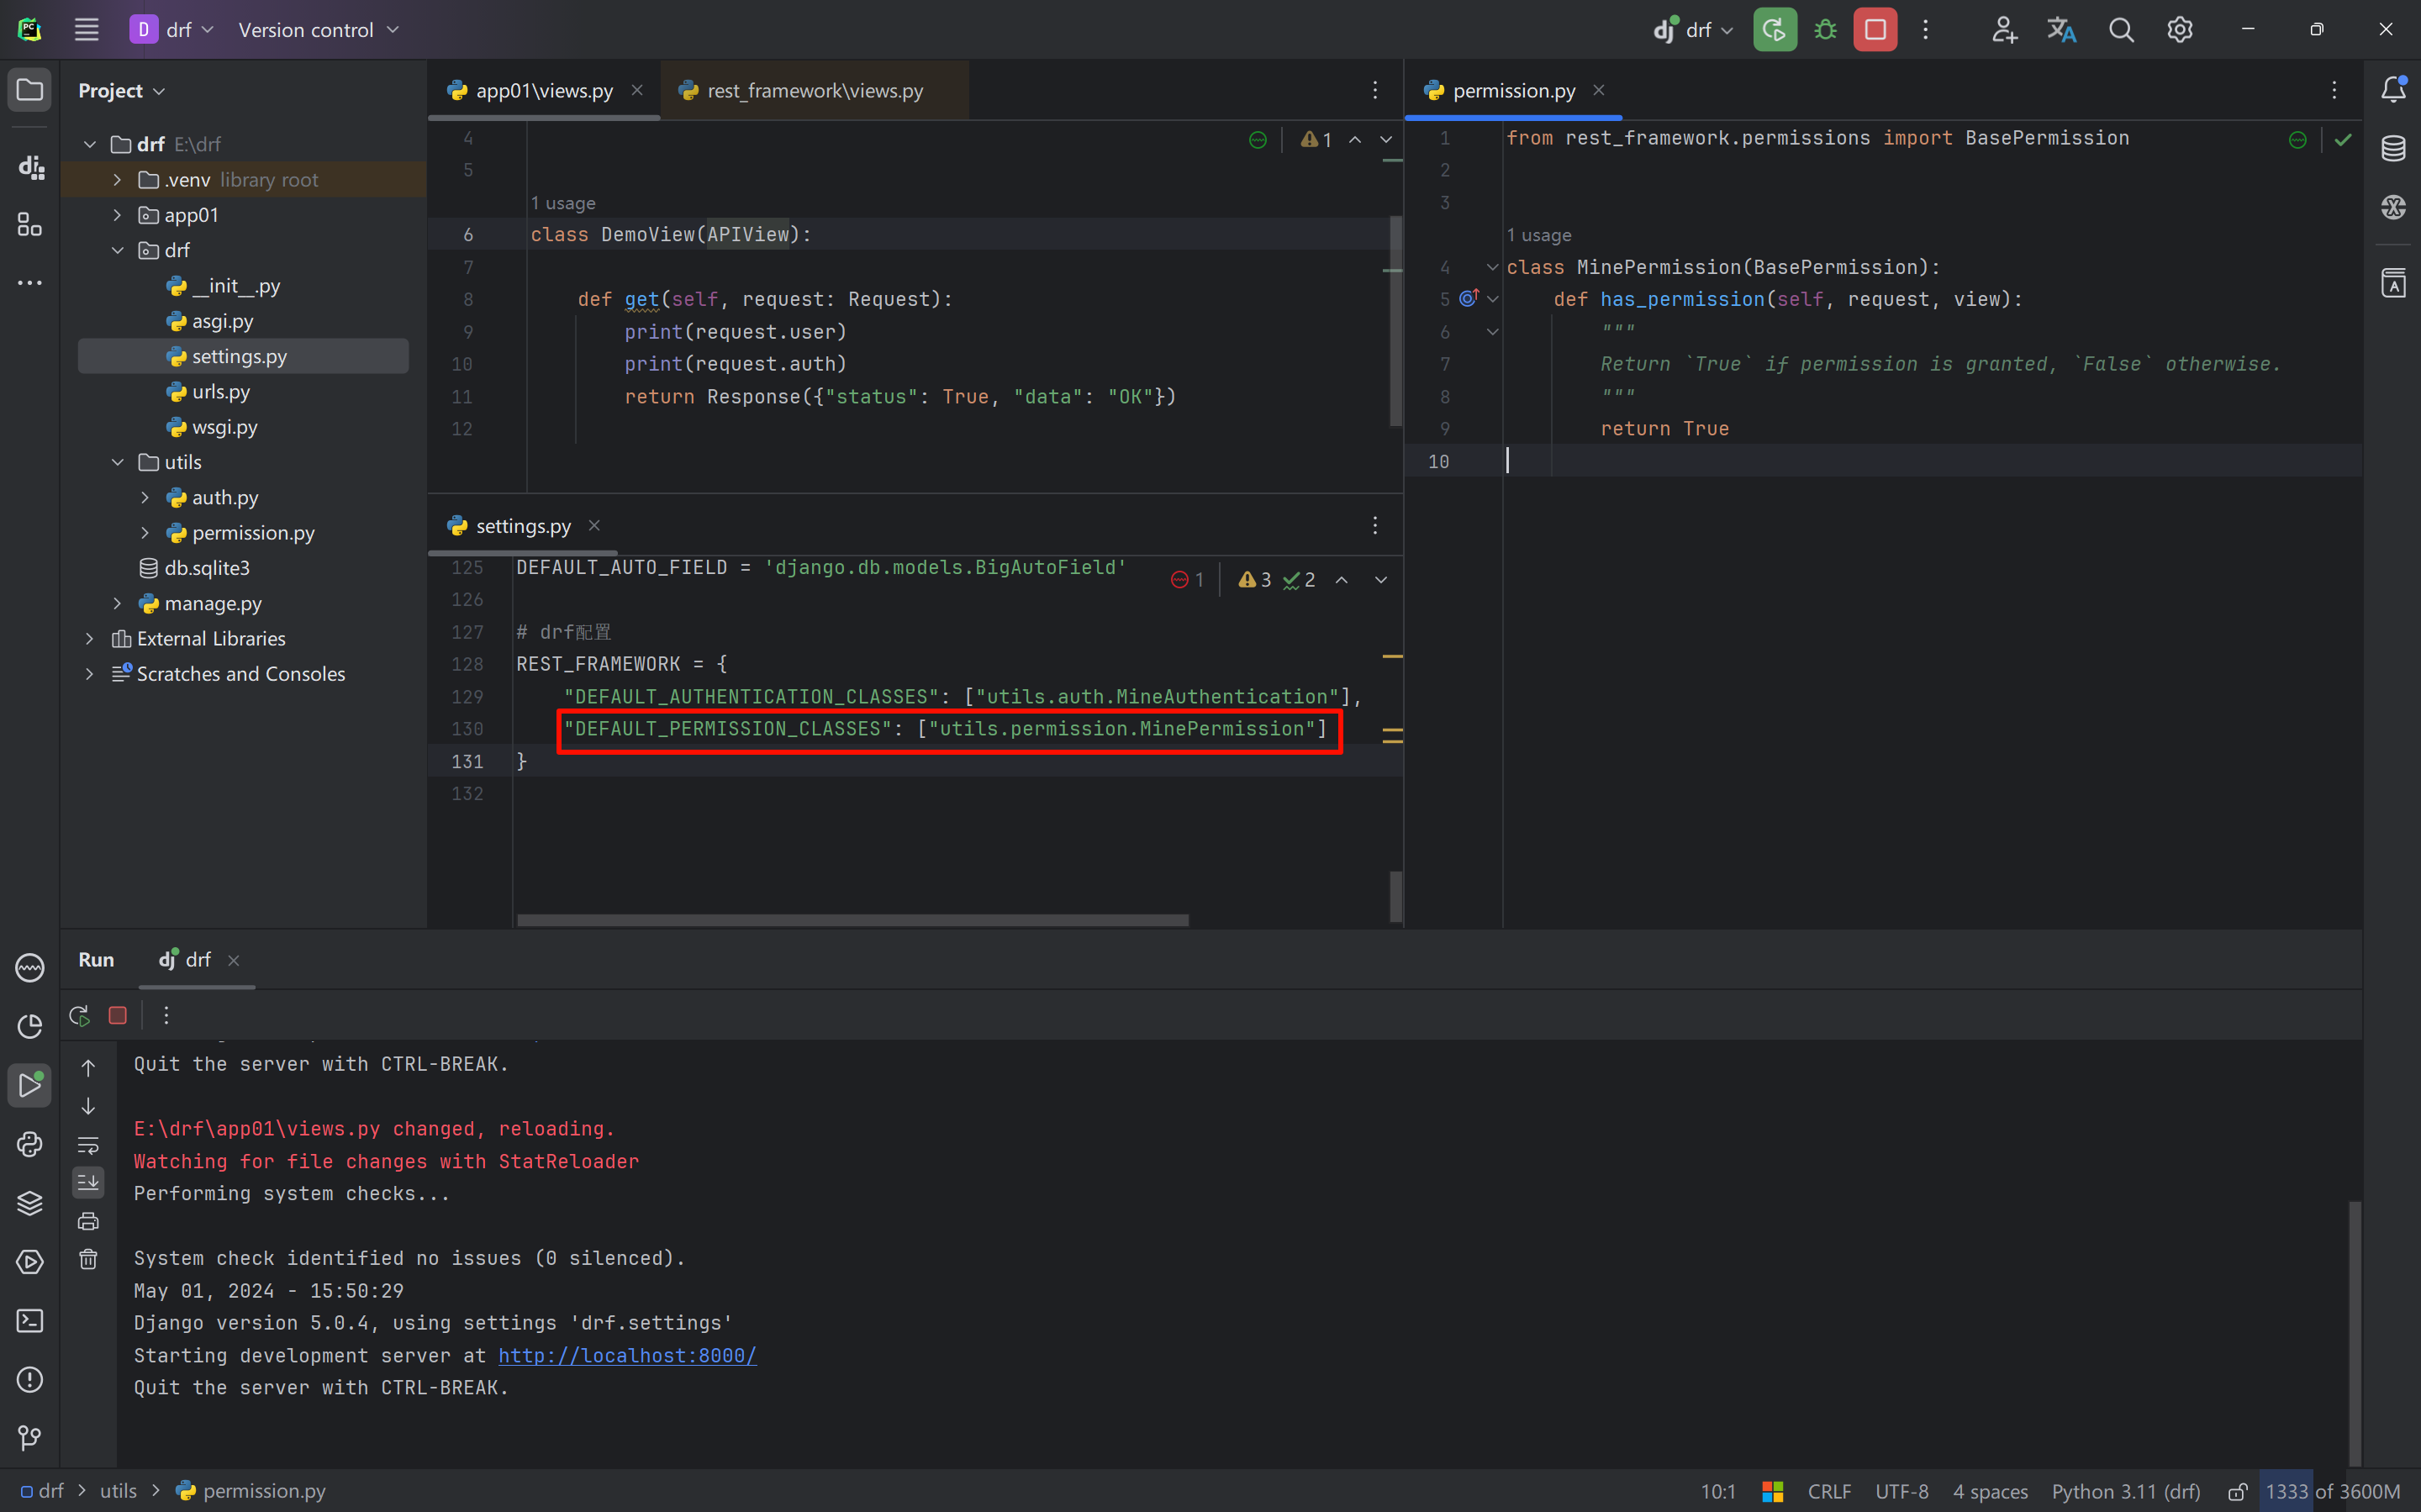 D drf Version control
drf
Project
app01\views.py
rest_framework\views.py
permission.py
drf E:\drf
.venv library root
app01
drf
__init__.py
asgi.py
settings.py
urls.py
wsgi.py
utils
auth.py
permission.py
db.sqlite3
manage.py
External Libraries
Scratches and Consoles
4
5
1 usage
6 class DemoView(APIView):
7
8 def get(self, request: Request):
9 print(request.user)
10 print(request.auth)
11 return Response({"status": True, "data": "OK"})
12
1
settings.py
125 DEFAULT_AUTO_FIELD = 'django.db.models.BigAutoField'
126
127 # drf配置
128 REST_FRAMEWORK = {
129 "DEFAULT_AUTHENTICATION_CLASSES": ["utils.auth.MineAuthentication"],
130 "DEFAULT_PERMISSION_CLASSES": ["utils.permission.MinePermission"]
131 }
132
1 3 2
1 from rest_framework.permissions import BasePermission
2
3
1 usage
4 class MinePermission(BasePermission):
5 def has_permission(self, request, view):
6 """
7 Return `True` if permission is granted, `False` otherwise.
8 """
9 return True
10
Run drf
Quit the server with CTRL-BREAK.
E:\drf\app01\views.py changed, reloading.
Watching for file changes with StatReloader
Performing system checks...
System check identified no issues (0 silenced).
May 01, 2024 - 15:50:29
Django version 5.0.4, using settings 'drf.settings'
Starting development server at http://localhost:8000/
Quit the server with CTRL-BREAK.
drf > utils > permission.py
10:1 CRLF UTF-8 4 spaces Python 3.11 (drf) 1333 of 3600M